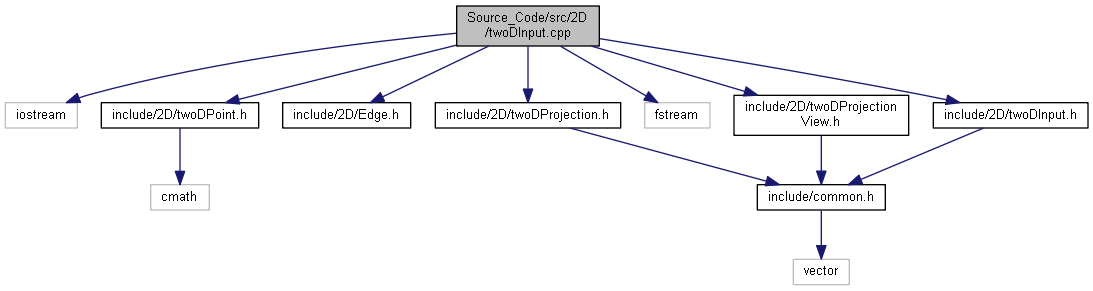 Source_Code/src/2D
/twoDInput.cpp
iostream
include/2D/twoDPoint.h
include/2D/Edge.h
include/2D/twoDProjection.h
fstream
include/2D/twoDProjection
View.h
include/2D/twoDInput.h
cmath
include/common.h
vector